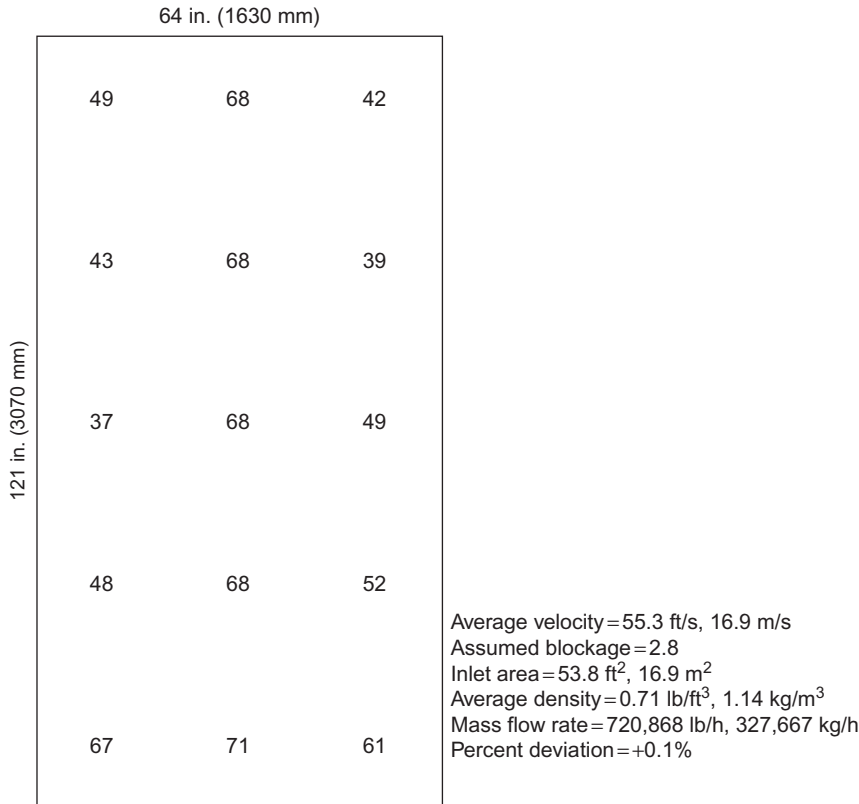 64 in. (1630 mm)
49 68 42
43 68 39
121 in. (3070 mm)
37 68 49
48 68 52
67 71 61
Average velocity=55.3 ft/s, 16.9 m/s
Assumed blockage=2.8
Inlet area=53.8 ft², 16.9 m²
Average density=0.71 lb/ft³, 1.14 kg/m³
Mass flow rate=720,868 lb/h, 327,667 kg/h
Percent deviation=+0.1%